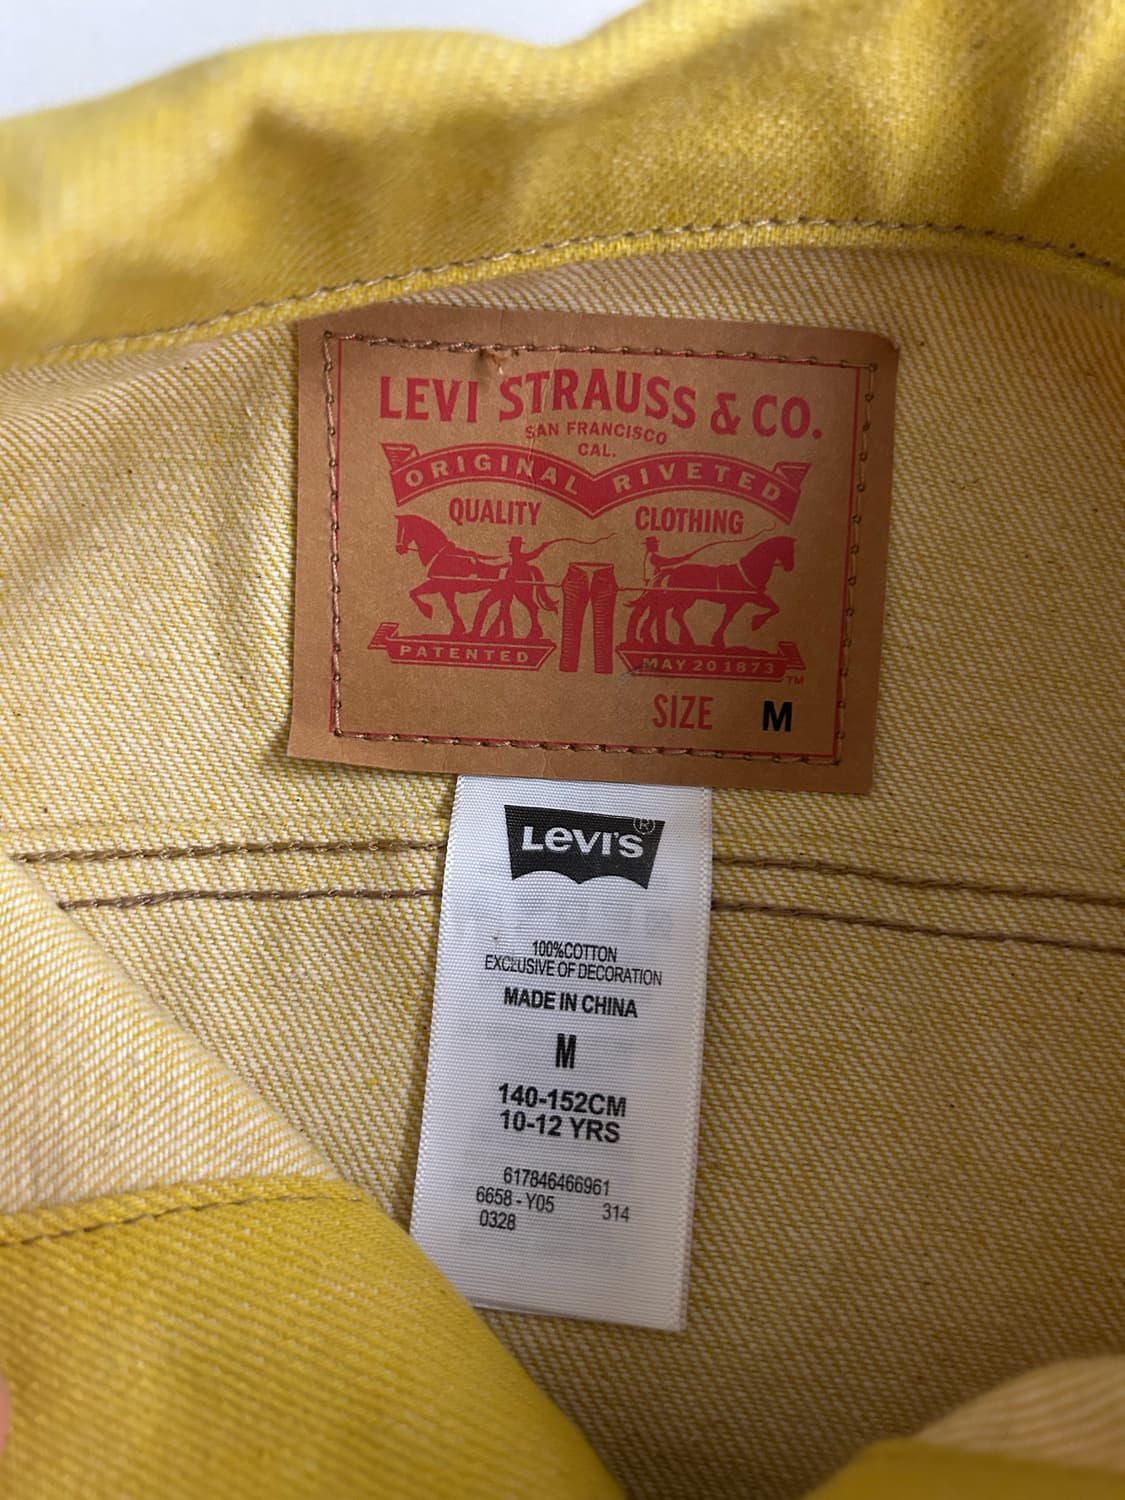 LEVI STRAUSS & CO.
SAN FRANCISCO
CAL.
ORIGINAL RIVETED
QUALITY CLOTHING
PATENTED MAY 20 1873 TM
SIZE M
Levi's ®
100%COTTON
EXCLUSIVE OF DECORATION
MADE IN CHINA
M
140-152CM
10-12 YRS
617846466961
6658 - Y05 314
0328